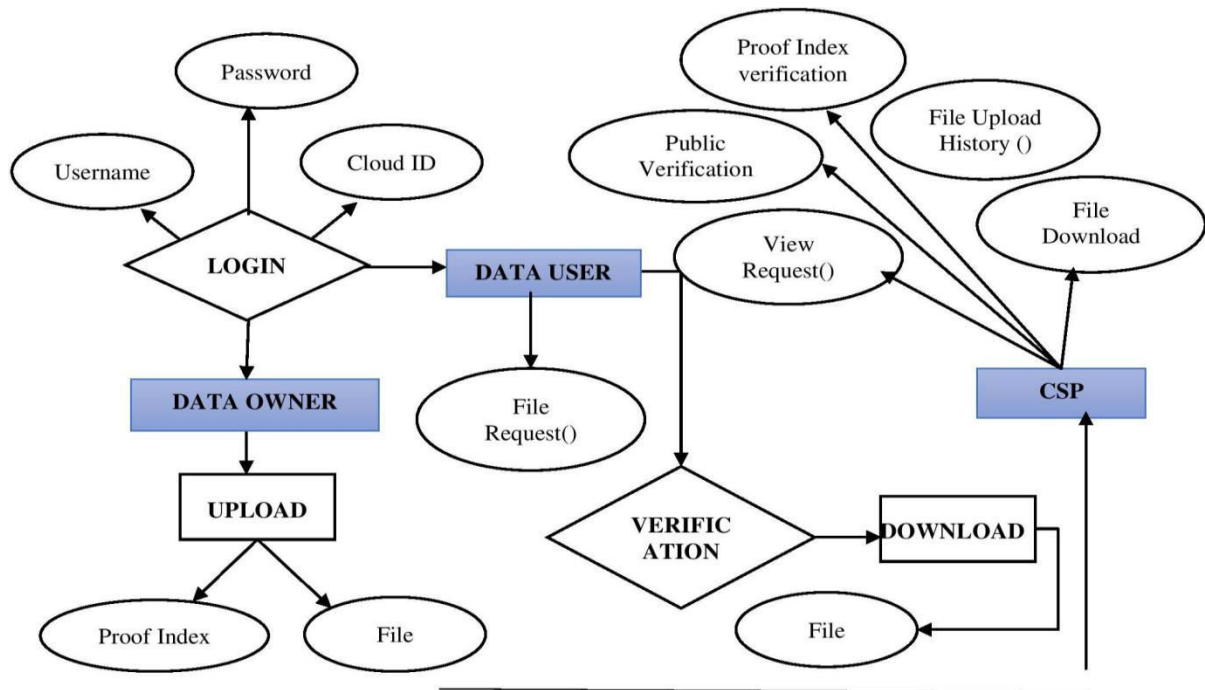 Password
Username
Cloud ID
LOGIN
DATA OWNER
UPLOAD
Proof Index
File
DATA USER
File
Request()
VERIFIC
ATION
DOWNLOAD
File
Proof Index
verification
File Upload
History ()
Public
Verification
File
Download
View
Request()
CSP